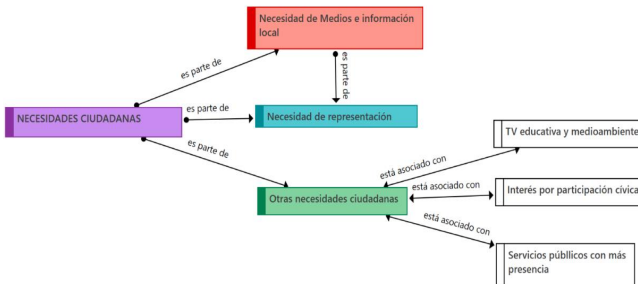 Necesidad de Medios e información
local
es parte de
es parte de
NECESIDADES CIUDADANAS
es parte de
Necesidad de representación
es parte de
TV educativa y medioambiente
está asociado con
Otras necesidades ciudadanas
está asociado con
Interés por participación cívica
está asociado con
Servicios públlicos con más
presencia